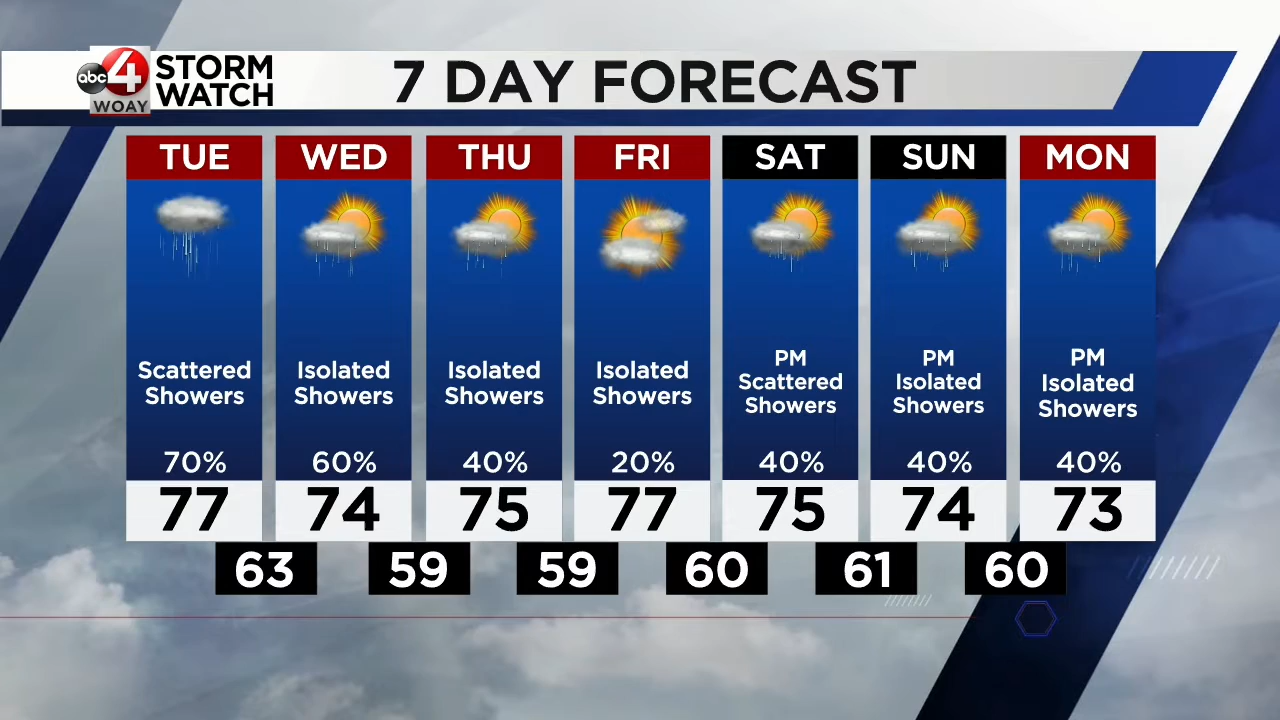 abc 4 WOAY
STORM
WATCH
7 DAY FORECAST
TUE
Scattered
Showers
70%
77
WED
Isolated
Showers
60%
74
THU
Isolated
Showers
40%
75
FRI
Isolated
Showers
20%
77
SAT
PM
Scattered
Showers
40%
75
SUN
PM
Isolated
Showers
40%
74
MON
PM
Isolated
Showers
40%
73
63
59
59
60
61
60